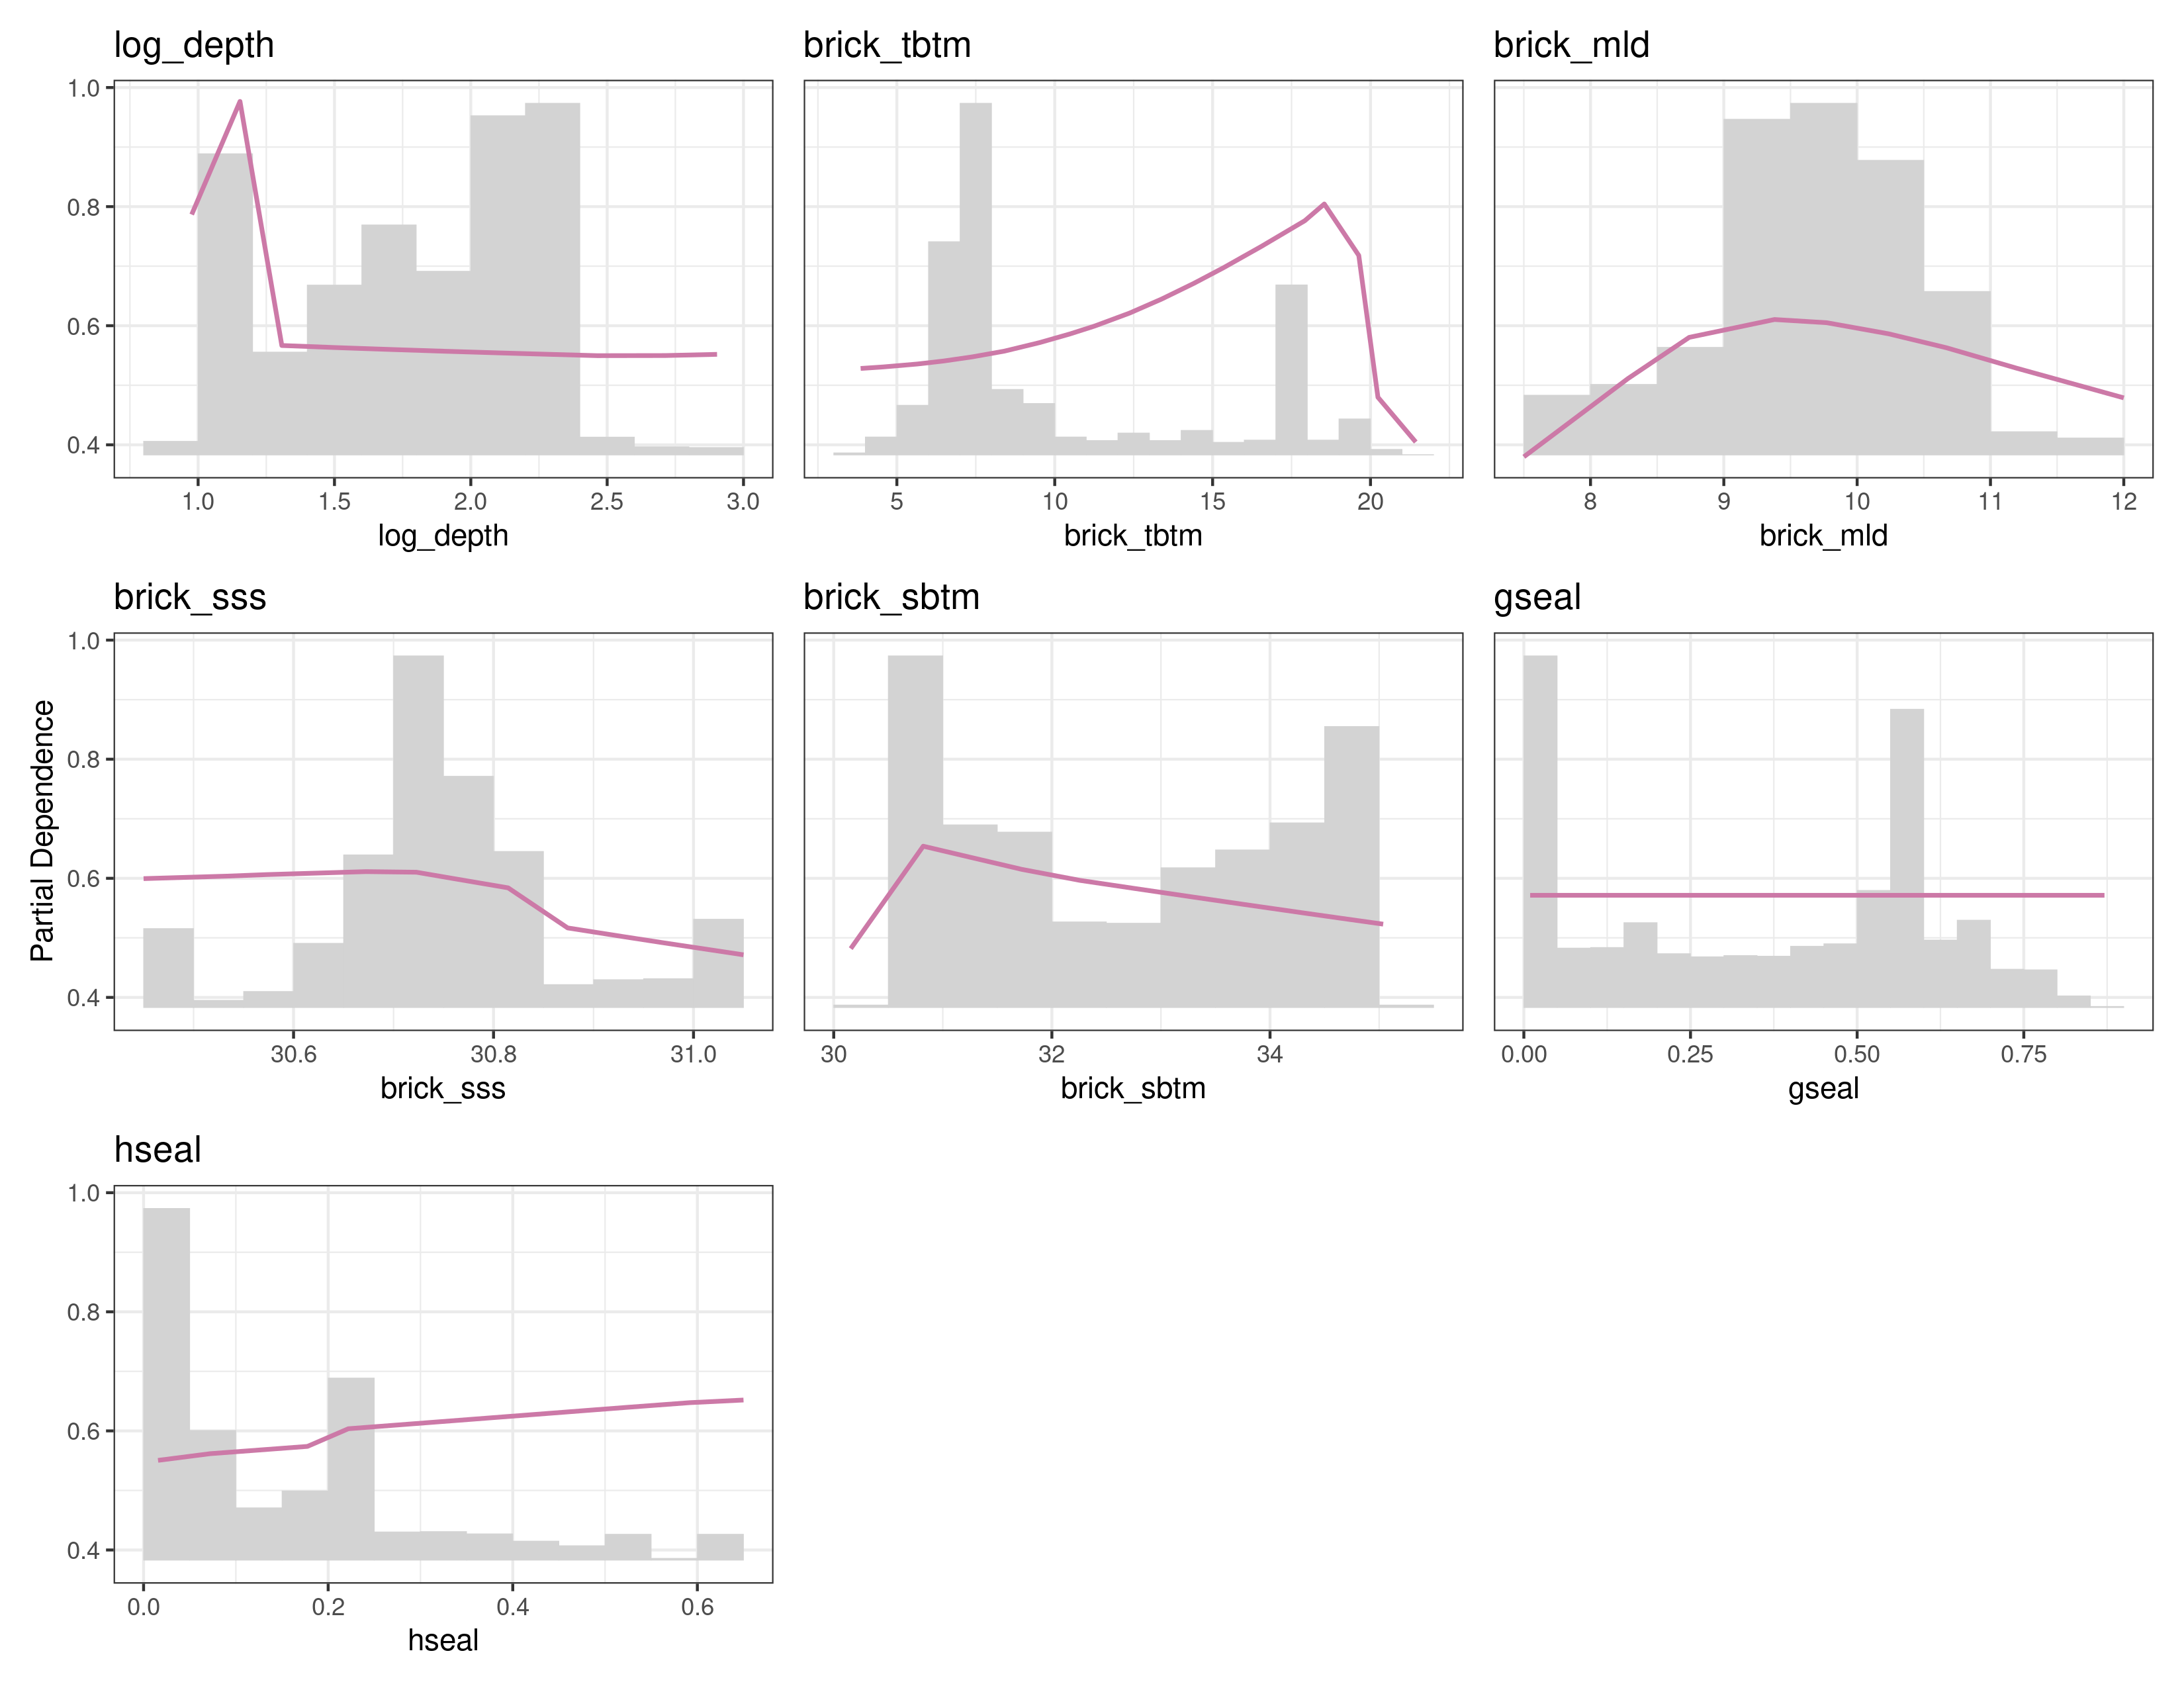 log_depth
brick_tbtm
brick_mld
1.0
0.8
0.6
0.4
1.0 1.5 2.0 2.5 3.0
5 10 15 20
8 9 10 11 12
log_depth
brick_tbtm
brick_mld
brick_sss
brick_sbtm
gseal
Partial Dependence
1.0
0.8
0.6
0.4
30.6 30.8 31.0
30 32 34
0.00 0.25 0.50 0.75
brick_sss
brick_sbtm
gseal
hseal
1.0
0.8
0.6
0.4
0.0 0.2 0.4 0.6
hseal